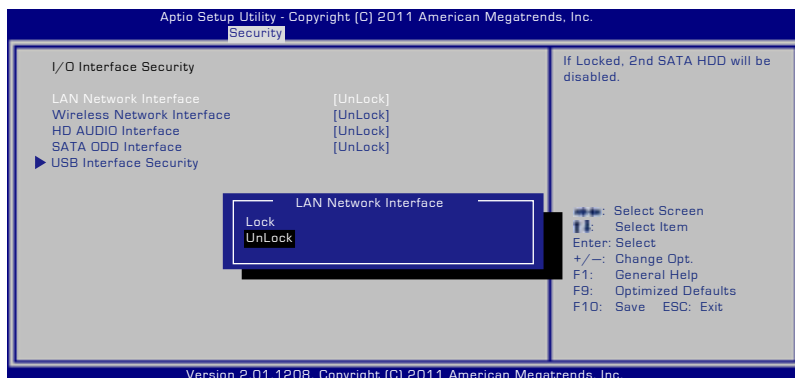 Aptio Setup Utility - Copyright (C) 2011 American Megatrends, Inc.
Security
I/O Interface Security
LAN Network Interface [UnLock]
Wireless Network Interface [UnLock]
HD AUDIO Interface [UnLock]
SATA ODD Interface [UnLock]
USB Interface Security
If Locked, 2nd SATA HDD will be
disabled.
LAN Network Interface
Lock
UnLock
: Select Screen
: Select Item
Enter: Select
+/—: Change Opt.
F1: General Help
F9: Optimized Defaults
F10: Save ESC: Exit
Version 2.01.1208. Copyright (C) 2011 American Megatrends, Inc.